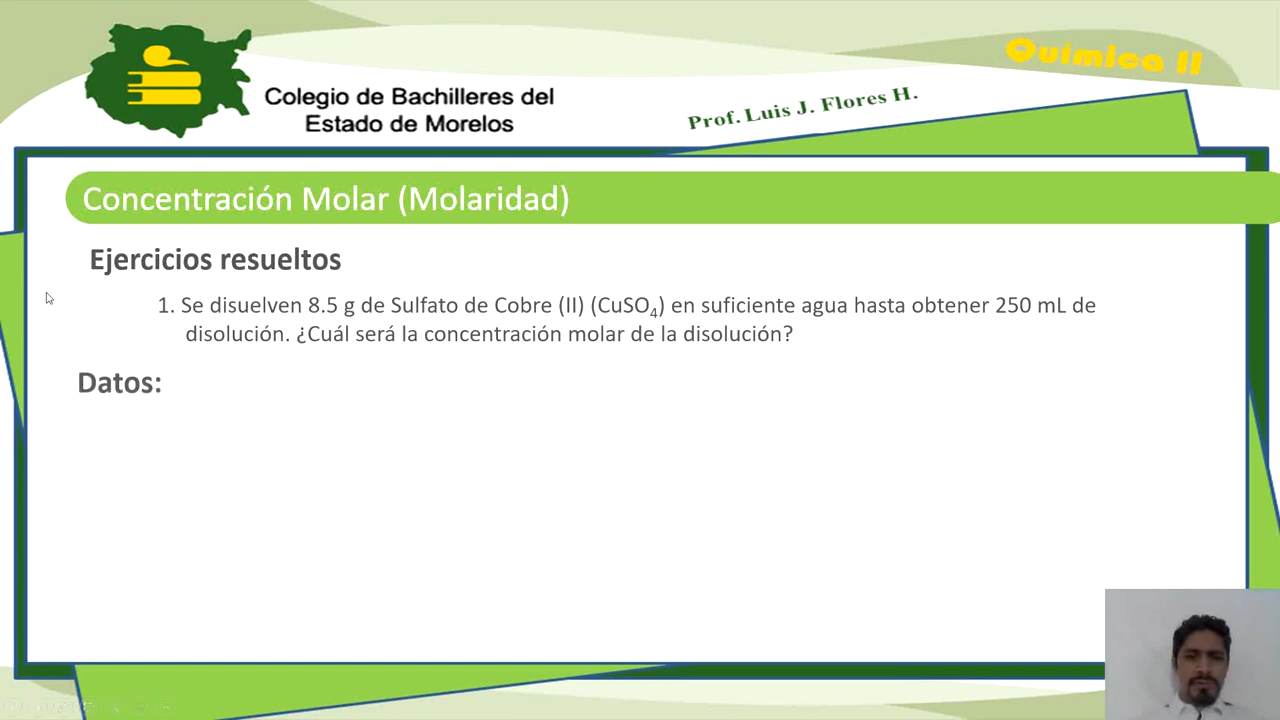 Química II
Colegio de Bachilleres del
Estado de Morelos
Prof. Luis J. Flores H.
Concentración Molar (Molaridad)
Ejercicios resueltos
1. Se disuelven 8.5 g de Sulfato de Cobre (II) (CuSO₄) en suficiente agua hasta obtener 250 mL de
disolución. ¿Cuál será la concentración molar de la disolución?
Datos: